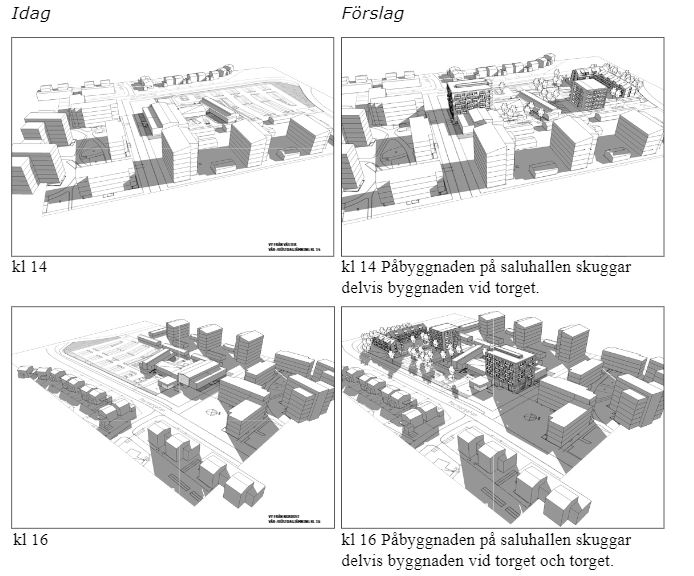 Idag
Förslag
VY FRÅN VÄSTER,
VÅR-/HÖSTDAGJÄMNING KL 14
kl 14
kl 14 Påbyggnaden på saluhallen skuggar
delvis byggnaden vid torget.
VY FRÅN NORDOST
VÅR-/HÖSTDAGJÄMNING KL 16
kl 16
kl 16 Påbyggnaden på saluhallen skuggar
delvis byggnaden vid torget och torget.